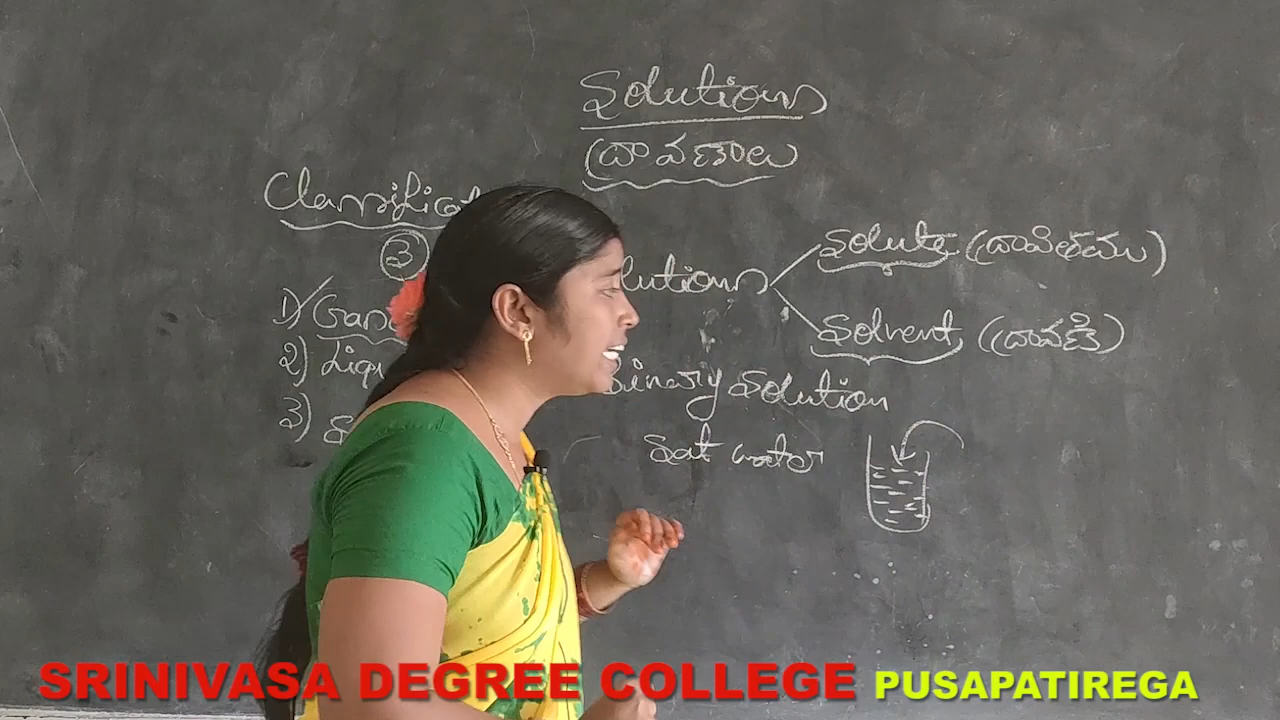 Solutions
(ద్రావణాలు
Classificat
3
1) Gase
2) Liqu
3) S
lutions
Solute (ద్రావితము)
Solvent, (ద్రావణి)
Binary Solution
Salt water
SRINIVASA DEGREE COLLEGE PUSAPATIREGA